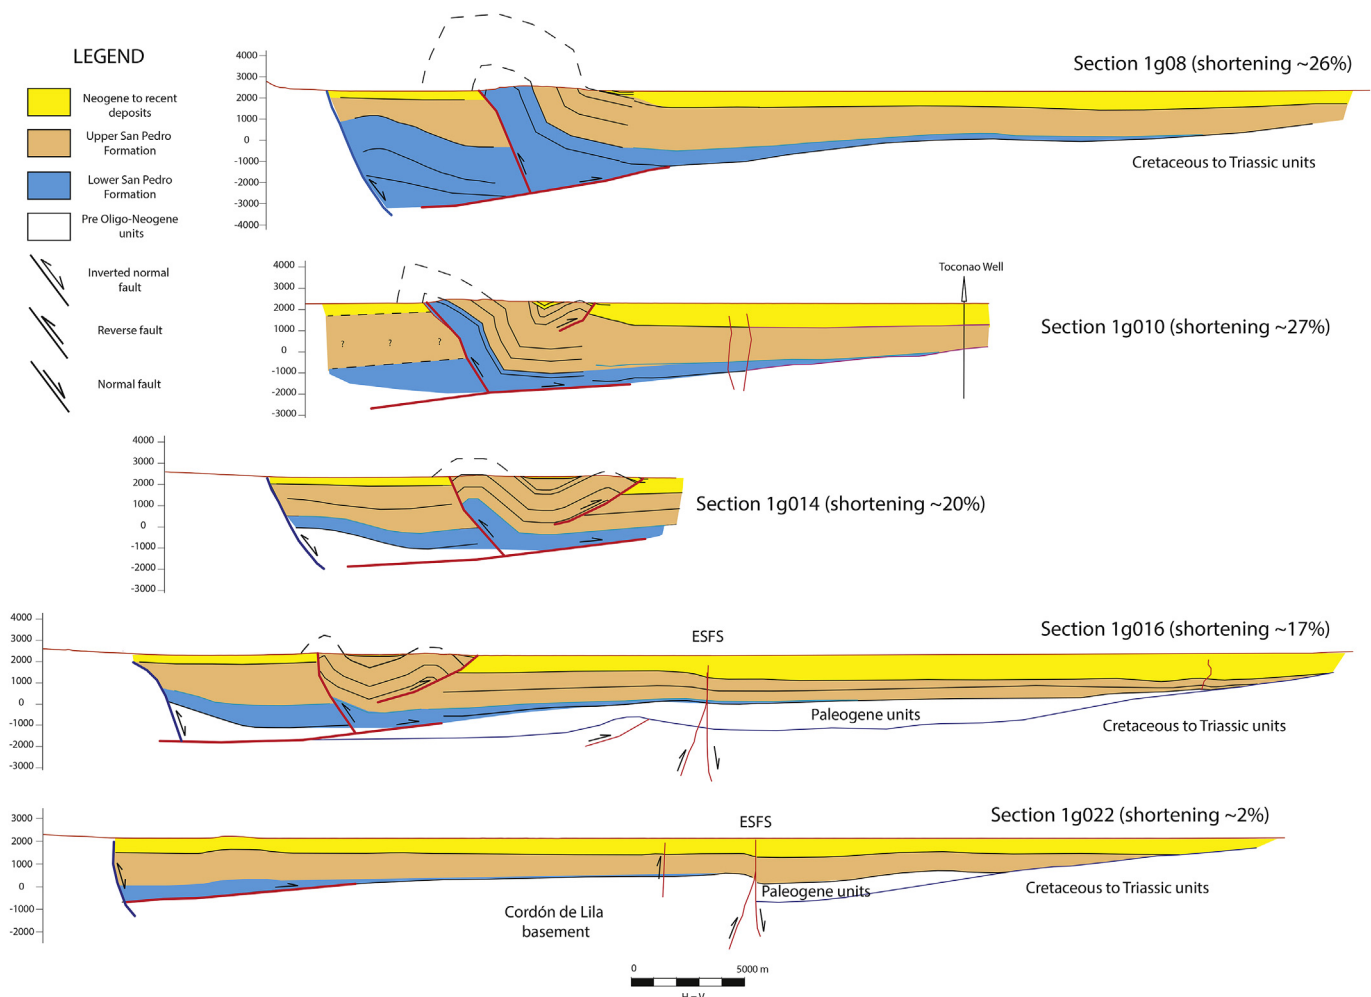 LEGEND
Neogene to recent
deposits
Upper San Pedro
Formation
Lower San Pedro
Formation
Pre Oligo-Neogene
units
Inverted normal
fault
Reverse fault
Normal fault
Section 1g08 (shortening ~26%)
4000
3000
2000
1000
0
-1000
-2000
-3000
-4000
Cretaceous to Triassic units
Section 1g010 (shortening ~27%)
4000
3000
2000
1000
0
-1000
-2000
-3000
? ? ?
Toconao Well
Section 1g014 (shortening ~20%)
4000
3000
2000
1000
0
-1000
-2000
-3000
Section 1g016 (shortening ~17%)
4000
3000
2000
1000
0
-1000
-2000
-3000
ESFS
Paleogene units
Cretaceous to Triassic units
Section 1g022 (shortening ~2%)
3000
2000
1000
0
-1000
-2000
ESFS
Paleogene units
Cretaceous to Triassic units
Cordón de Lila
basement
0 5000 m
H = V